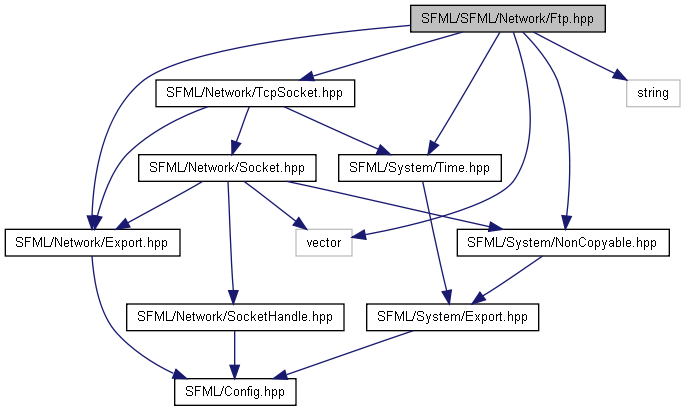 SFML/SFML/Network/Ftp.hpp
SFML/Network/TcpSocket.hpp
string
SFML/Network/Socket.hpp
SFML/System/Time.hpp
SFML/Network/Export.hpp
vector
SFML/System/NonCopyable.hpp
SFML/Network/SocketHandle.hpp
SFML/System/Export.hpp
SFML/Config.hpp